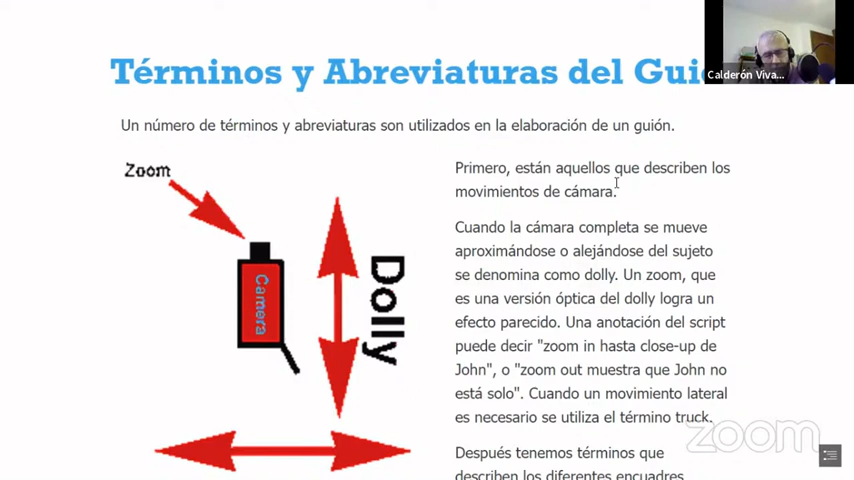 Términos y Abreviaturas del
Calderón Viva...
Un número de términos y abreviaturas son utilizados en la elaboración de un guión.
Zoom
Camera
Dolly
Primero, están aquellos que describen los
movimientos de cámara.
Cuando la cámara completa se mueve
aproximándose o alejándose del sujeto
se denomina como dolly. Un zoom, que
es una versión óptica del dolly logra un
efecto parecido. Una anotación del script
puede decir "zoom in hasta close-up de
John", o "zoom out muestra que John no
está solo". Cuando un movimiento lateral
es necesario se utiliza el término truck.
Después tenemos términos que
describen los diferentes encuadres
zoom